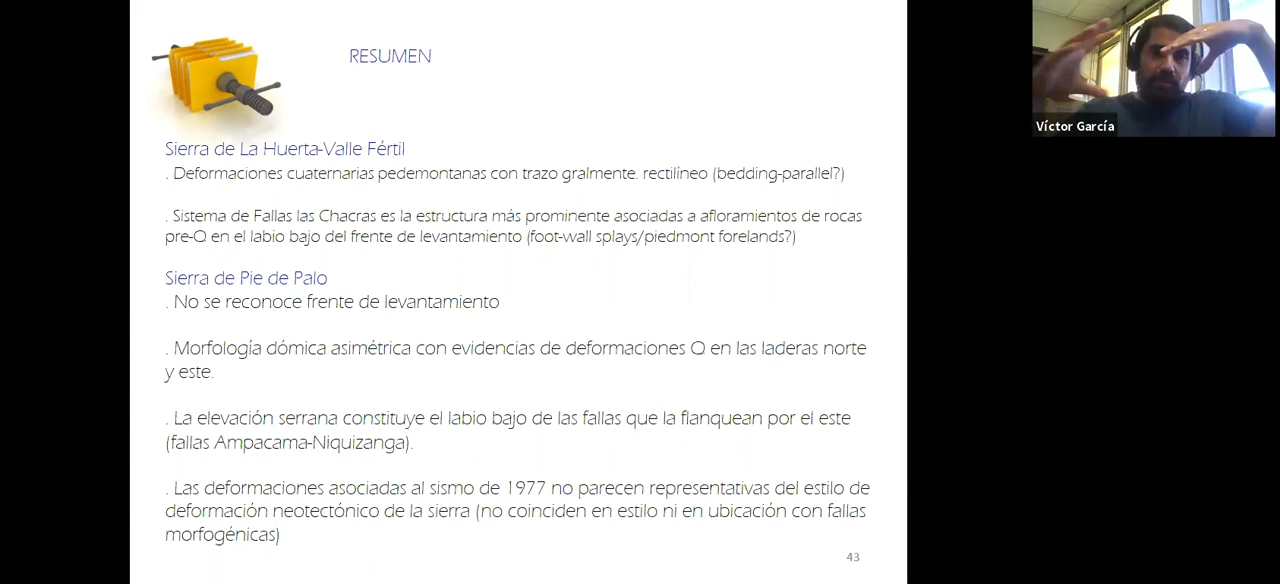 RESUMEN
Víctor García
Sierra de La Huerta-Valle Fértil
. Deformaciones cuaternarias pedemontanas con trazo gralmente. rectilíneo (bedding-parallel?)
. Sistema de Fallas las Chacras es la estructura más prominente asociadas a afloramientos de rocas
pre-Q en el labio bajo del frente de levantamiento (foot-wall splays/piedmont forelands?)
Sierra de Pie de Palo
. No se reconoce frente de levantamiento
. Morfología dómica asimétrica con evidencias de deformaciones Q en las laderas norte
y este.
. La elevación serrana constituye el labio bajo de las fallas que la flanquean por el este
(fallas Ampacama-Niquizanga).
. Las deformaciones asociadas al sismo de 1977 no parecen representativas del estilo de
deformación neotectónico de la sierra (no coinciden en estilo ni en ubicación con fallas
morfogénicas)
43